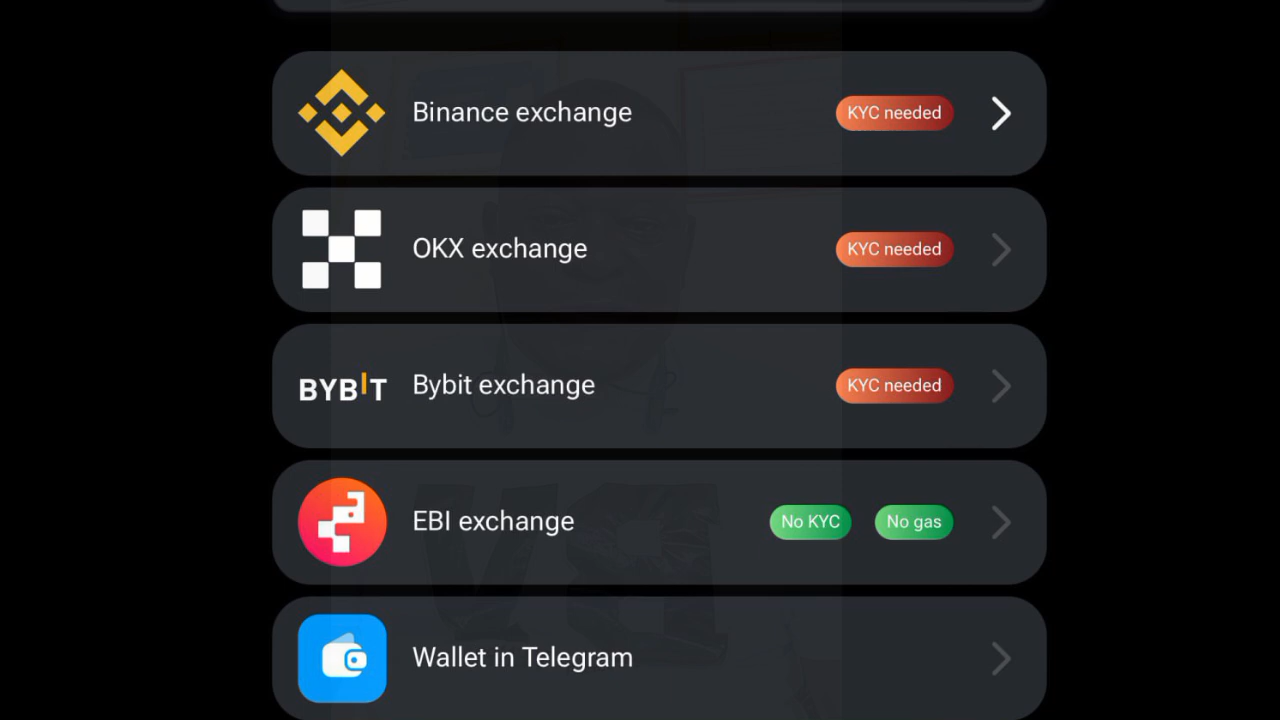 Binance exchange KYC needed
OKX exchange KYC needed
BYBIT Bybit exchange KYC needed
EBI exchange No KYC No gas
Wallet in Telegram